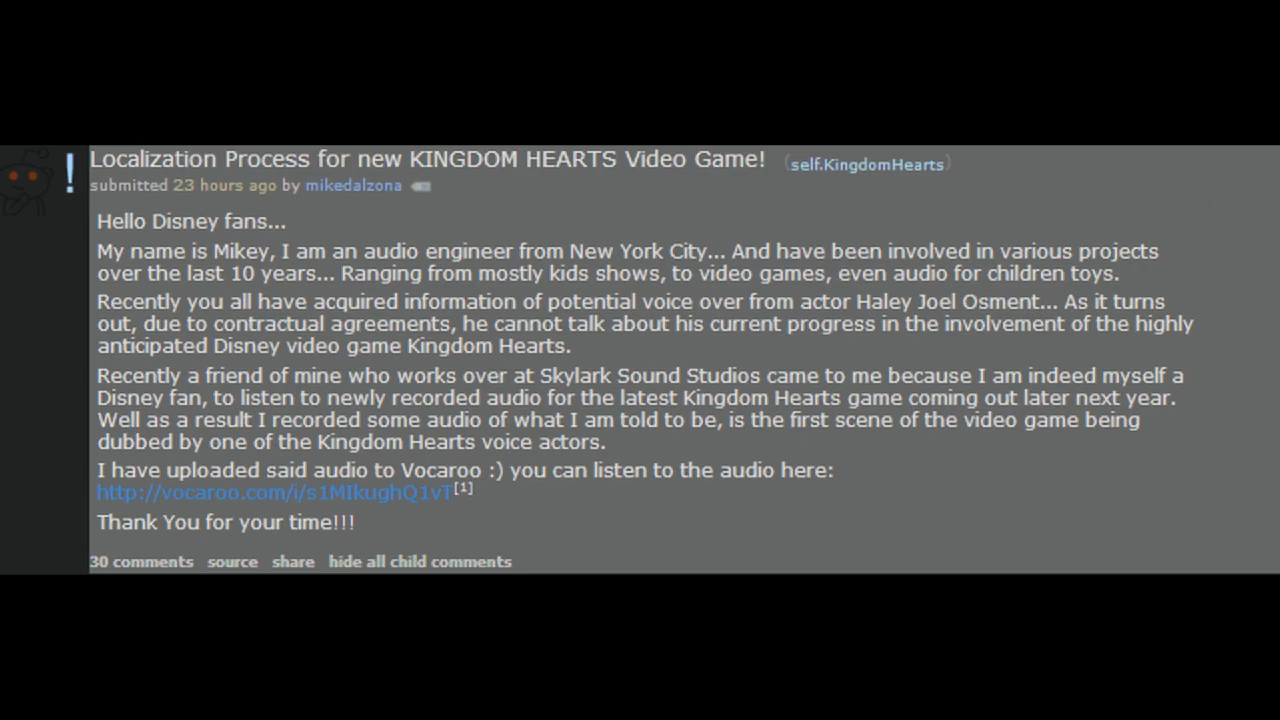 Localization Process for new KINGDOM HEARTS Video Game! (self.KingdomHearts)
submitted 23 hours ago by mikedalzona
Hello Disney fans...
My name is Mikey, I am an audio engineer from New York City... And have been involved in various projects
over the last 10 years... Ranging from mostly kids shows, to video games, even audio for children toys.
Recently you all have acquired information of potential voice over from actor Haley Joel Osment... As it turns
out, due to contractual agreements, he cannot talk about his current progress in the involvement of the highly
anticipated Disney video game Kingdom Hearts.
Recently a friend of mine who works over at Skylark Sound Studios came to me because I am indeed myself a
Disney fan, to listen to newly recorded audio for the latest Kingdom Hearts game coming out later next year.
Well as a result I recorded some audio of what I am told to be, is the first scene of the video game being
dubbed by one of the Kingdom Hearts voice actors.
I have uploaded said audio to Vocaroo :) you can listen to the audio here:
http://vocaroo.com/i/s1MIkughQ1vT[1]
Thank You for your time!!!
30 comments source share hide all child comments